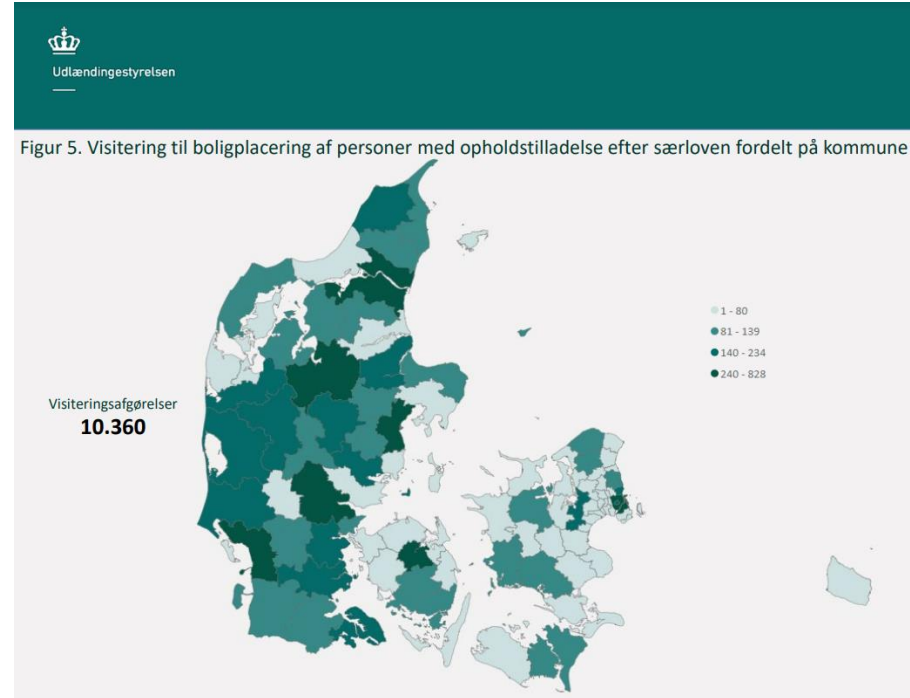 Udlændingestyrelsen
Figur 5. Visitering til boligplacering af personer med opholdstilladelse efter særloven fordelt på kommune
1 - 80
81 - 139
140 - 234
240 - 828
Visiteringsafgørelser
10.360